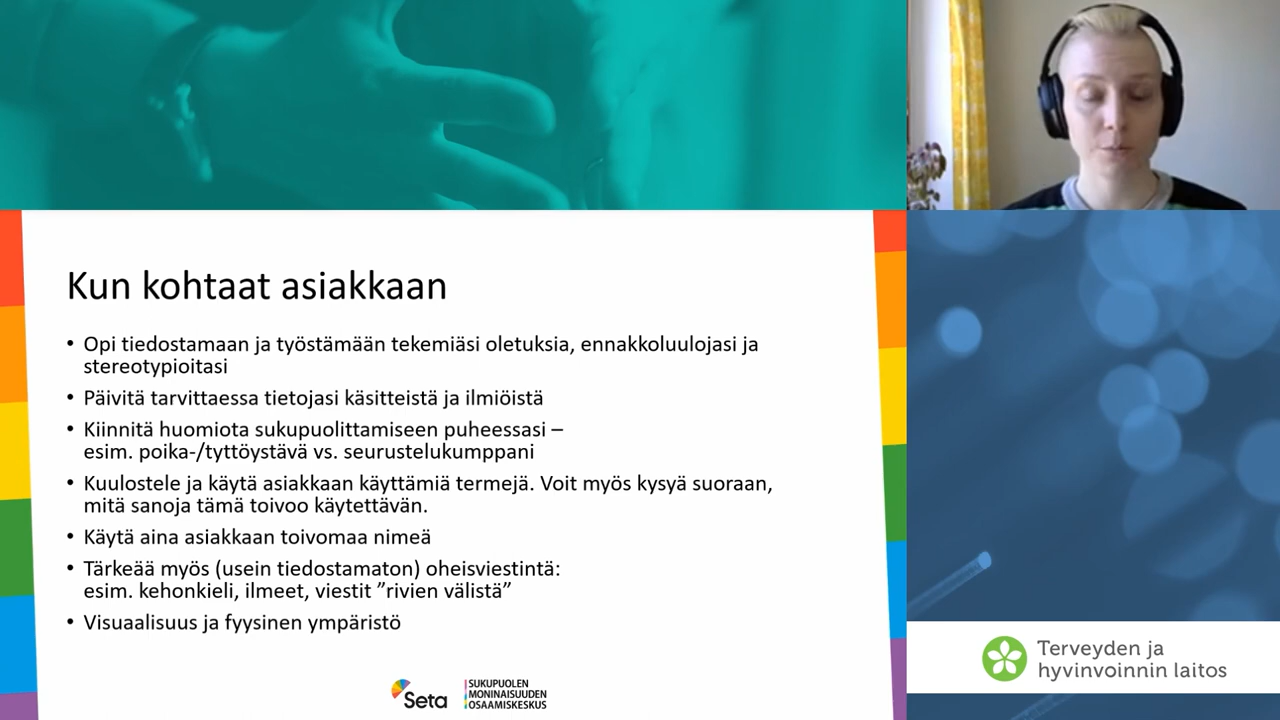 Kun kohtaat asiakkaan
• Opi tiedostamaan ja työstämään tekemiäsi oletuksia, ennakkoluulojasi ja
stereotypioitasi
• Päivitä tarvittaessa tietojasi käsitteistä ja ilmiöistä
• Kiinnitä huomiota sukupuolittamiseen puheessasi –
esim. poika-/tyttöystävä vs. seurustelukumppani
• Kuulostele ja käytä asiakkaan käyttämiä termejä. Voit myös kysyä suoraan,
mitä sanoja tämä toivoo käytettävän.
• Käytä aina asiakkaan toivomaa nimeä
• Tärkeää myös (usein tiedostamaton) oheisviestintä:
esim. kehonkieli, ilmeet, viestit ”rivien välistä”
• Visuaalisuus ja fyysinen ympäristö
Seta
SUKUPUOLEN
MONINAISUUDEN
OSAAMISKESKUS
Terveyden ja
hyvinvoinnin laitos